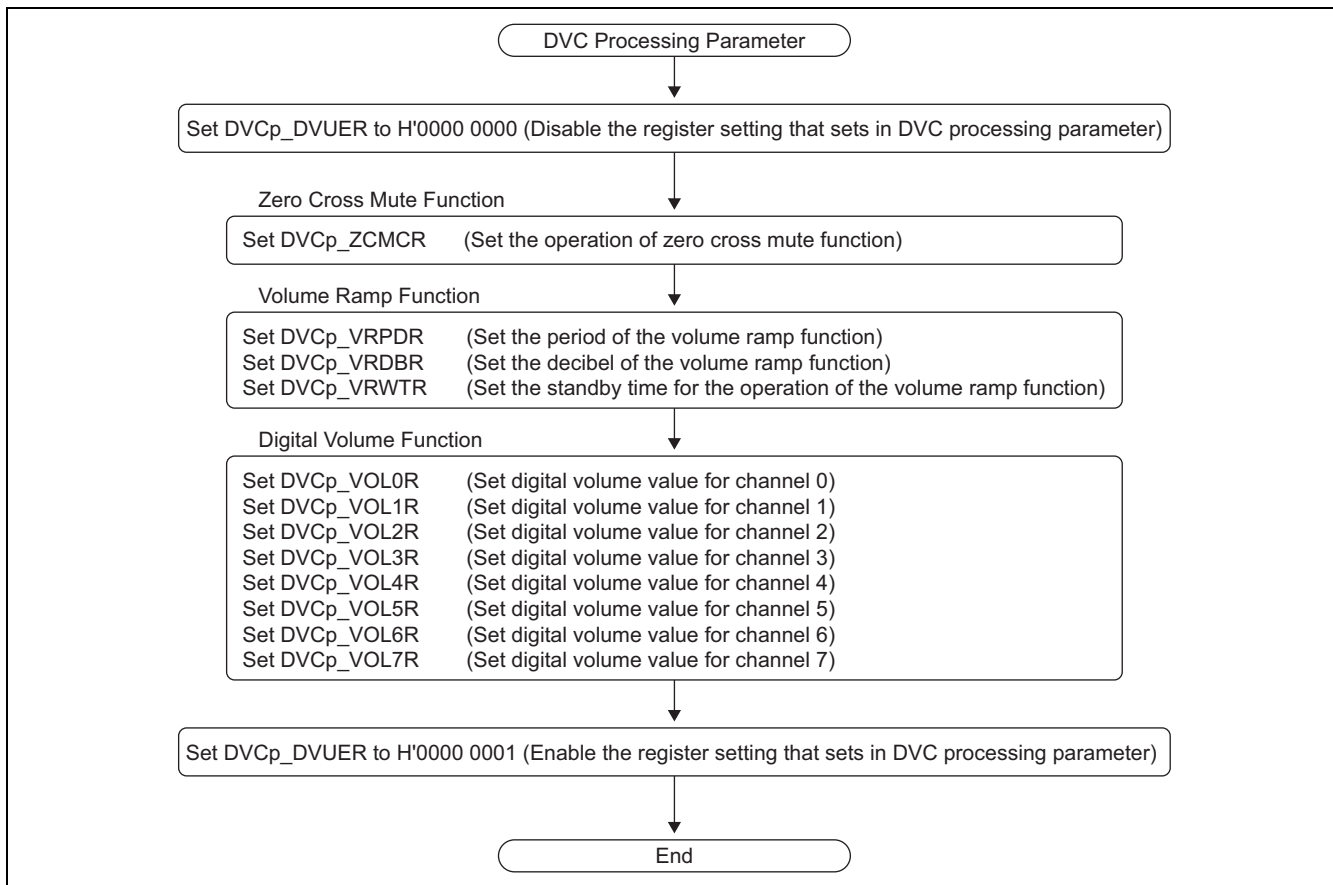 DVC Processing Parameter
Set DVCp_DVUER to H'0000 0000 (Disable the register setting that sets in DVC processing parameter)
Zero Cross Mute Function
Set DVCp_ZCMCR (Set the operation of zero cross mute function)
Volume Ramp Function
Set DVCp_VRPDR (Set the period of the volume ramp function)
Set DVCp_VRDBR (Set the decibel of the volume ramp function)
Set DVCp_VRWTR (Set the standby time for the operation of the volume ramp function)
Digital Volume Function
Set DVCp_VOL0R (Set digital volume value for channel 0)
Set DVCp_VOL1R (Set digital volume value for channel 1)
Set DVCp_VOL2R (Set digital volume value for channel 2)
Set DVCp_VOL3R (Set digital volume value for channel 3)
Set DVCp_VOL4R (Set digital volume value for channel 4)
Set DVCp_VOL5R (Set digital volume value for channel 5)
Set DVCp_VOL6R (Set digital volume value for channel 6)
Set DVCp_VOL7R (Set digital volume value for channel 7)
Set DVCp_DVUER to H'0000 0001 (Enable the register setting that sets in DVC processing parameter)
End